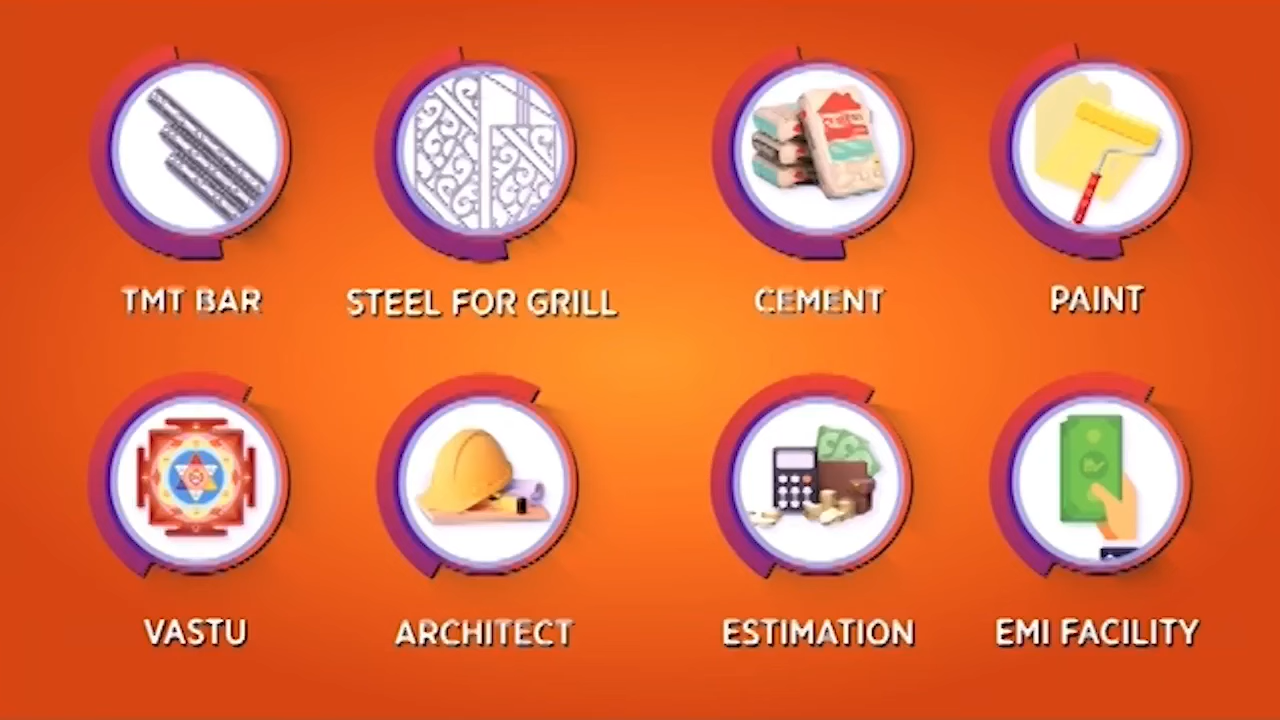 TMT BAR
STEEL FOR GRILL
CEMENT
PAINT
VASTU
ARCHITECT
ESTIMATION
EMI FACILITY